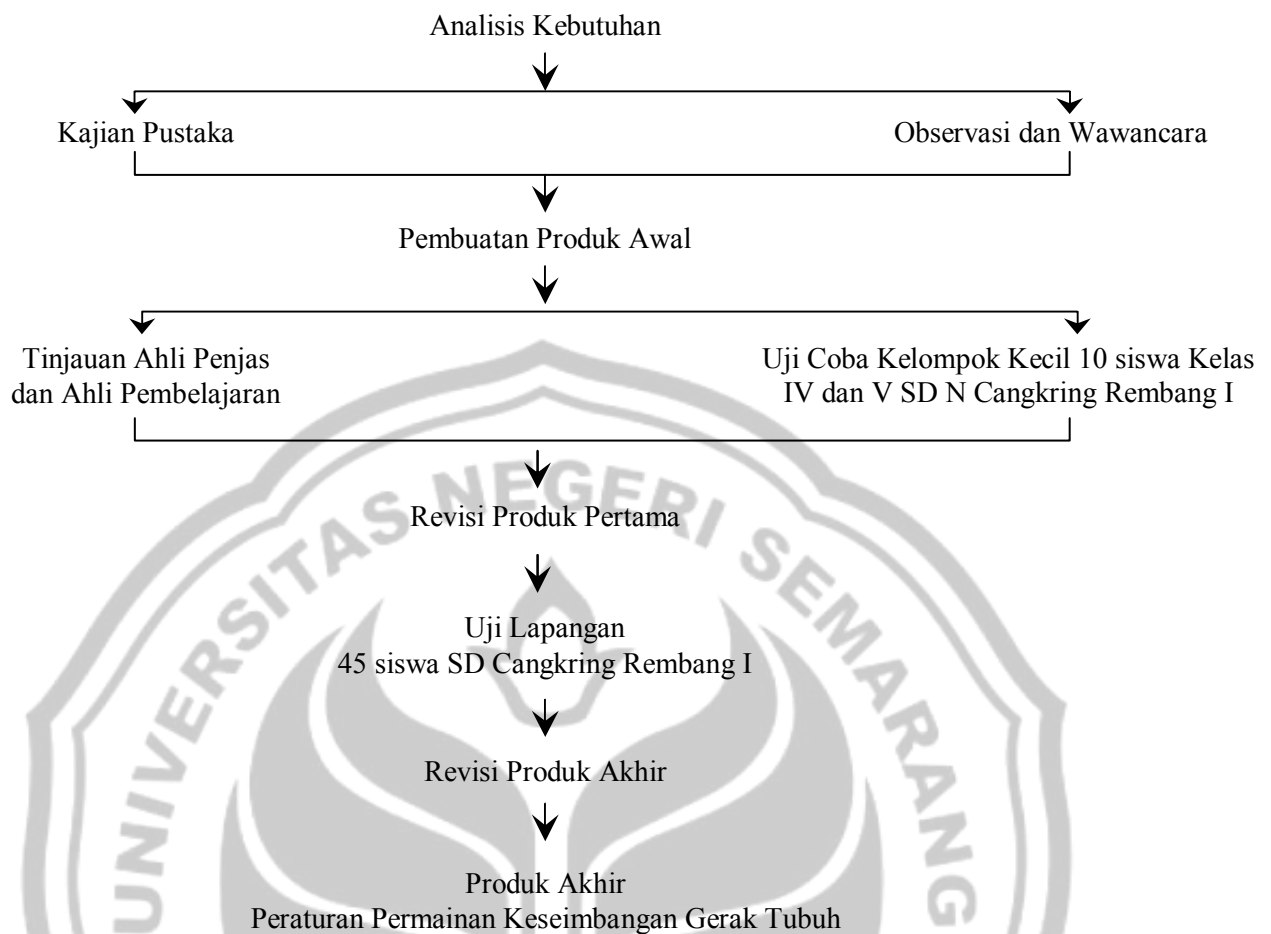 Analisis Kebutuhan
Kajian Pustaka
Observasi dan Wawancara
Pembuatan Produk Awal
Tinjauan Ahli Penjas
dan Ahli Pembelajaran
Uji Coba Kelompok Kecil 10 siswa Kelas
IV dan V SD N Cangkring Rembang I
Revisi Produk Pertama
Uji Lapangan
45 siswa SD Cangkring Rembang I
Revisi Produk Akhir
Produk Akhir
Peraturan Permainan Keseimbangan Gerak Tubuh
UNIVERSITAS NEGERI SEMARANG